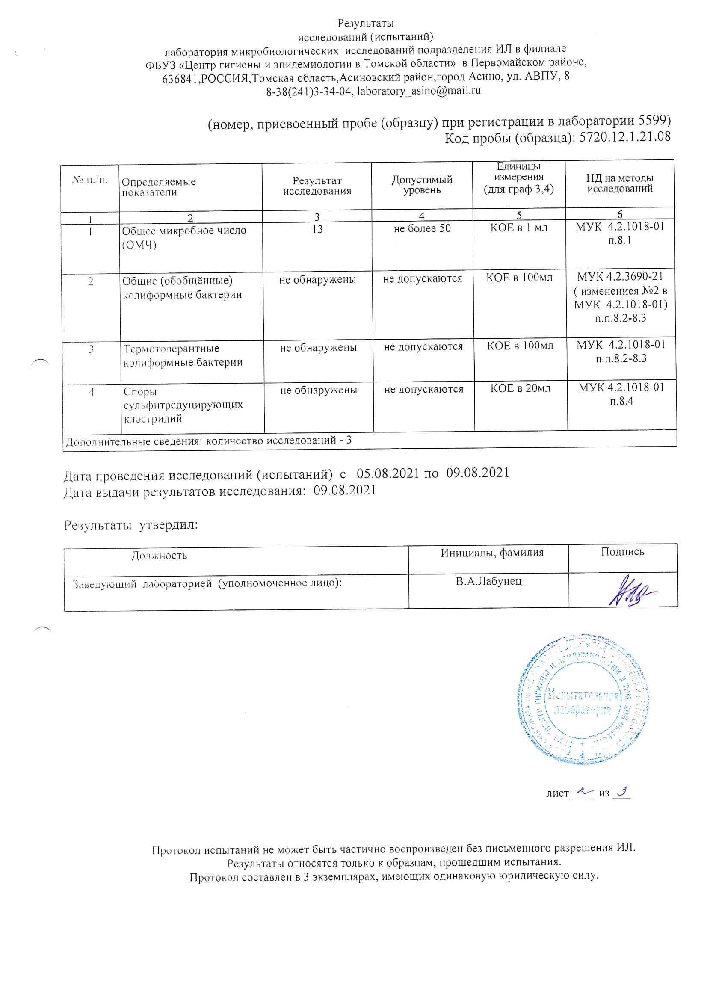 Результаты
исследований (испытаний)
лаборатория микробиологических исследований подразделения ИЛ в филиале
ФБУЗ «Центр гигиены и эпидемиологии в Томской области» в Первомайском районе,
636841,РОССИЯ,Томская область,Асиновский район,город Асино, ул. АВПУ, 8
8-38(241)3-34-04, laboratory_asino@mail.ru
(номер, присвоенный пробе (образцу) при регистрации в лаборатории 5599)
Код пробы (образца): 5720.12.1.21.08
№ п./п.
Определяемые
показатели
Результат
исследования
Допустимый
уровень
Единицы
измерения
(для граф 3,4)
НД на методы
исследований
1 2 3 4 5 6
1
Общее микробное число
(ОМЧ)
13
не более 50
КОЕ в 1 мл
МУК 4.2.1018-01
п.8.1
2
Общие (обобщённые)
колиформные бактерии
не обнаружены
не допускаются
КОЕ в 100мл
МУК 4.2.3690-21
( изменениея №2 в
МУК 4.2.1018-01)
п.п.8.2-8.3
3
Термотолерантные
колиформные бактерии
не обнаружены
не допускаются
КОЕ в 100мл
МУК 4.2.1018-01
п.п.8.2-8.3
4
Споры
сульфитредуцирующих
клостридий
не обнаружены
не допускаются
КОЕ в 20мл
МУК 4.2.1018-01
п.8.4
Дополнительные сведения: количество исследований - 3
Дата проведения исследований (испытаний) с 05.08.2021 по 09.08.2021
Дата выдачи результатов исследования: 09.08.2021
Результаты утвердил:
Должность
Инициалы, фамилия
Подпись
Заведующий лабораторией (уполномоченное лицо):
В.А.Лабунец
Центр гигиены и эпидемиологии в Томской области
Испытательная
лаборатория
лист 2 из 3
Протокол испытаний не может быть частично воспроизведен без письменного разрешения ИЛ.
Результаты относятся только к образцам, прошедшим испытания.
Протокол составлен в 3 экземплярах, имеющих одинаковую юридическую силу.